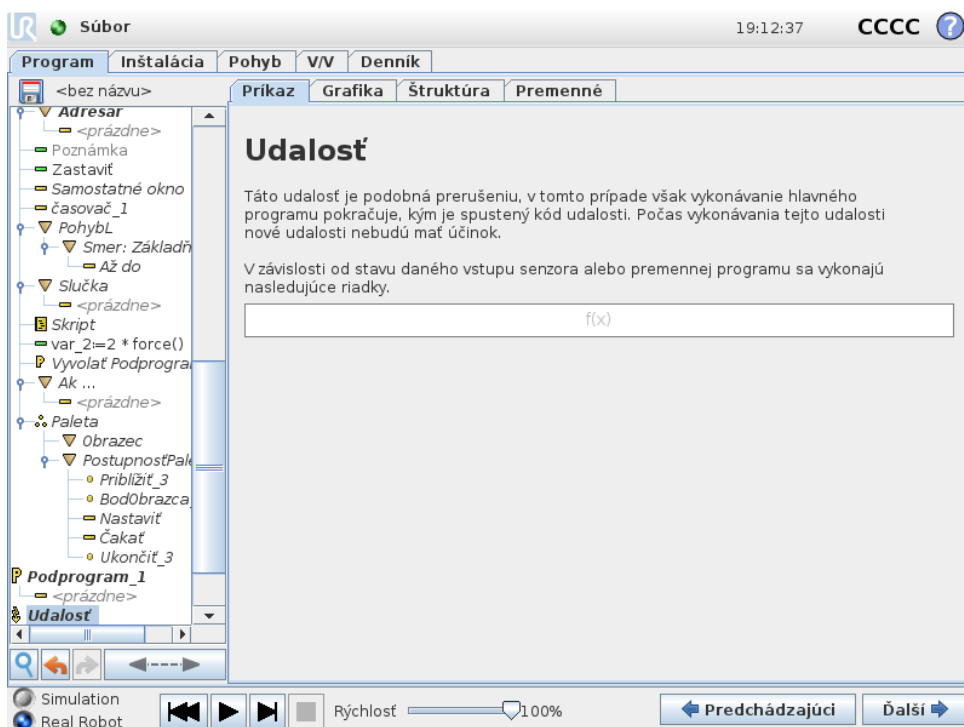 UR Súbor 19:12:37 CCCC ?
Program Inštalácia Pohyb V/V Denník
<bez názvu> Príkaz Grafika Štruktúra Premenné
Adresár
<prázdne>
Poznámka
Zastaviť
Samostatné okno
časovač_1
PohybL
Smer: Základň
Až do
Slučka
<prázdne>
Skript
var_2:=2 * force()
P Vyvolať Podprogra
Ak ...
<prázdne>
Paleta
Obrazec
PostupnosťPale
Priblížiť_3
BodObrazca_
Nastaviť
Čakať
Ukončiť_3
P Podprogram_1
<prázdne>
Udalosť
Udalosť
Táto udalosť je podobná prerušeniu, v tomto prípade však vykonávanie hlavného
programu pokračuje, kým je spustený kód udalosti. Počas vykonávania tejto udalosti
nové udalosti nebudú mať účinok.
V závislosti od stavu daného vstupu senzora alebo premennej programu sa vykonajú
nasledujúce riadky.
f(x)
Simulation
Real Robot
Rýchlosť 100%
Predchádzajúci Ďalší